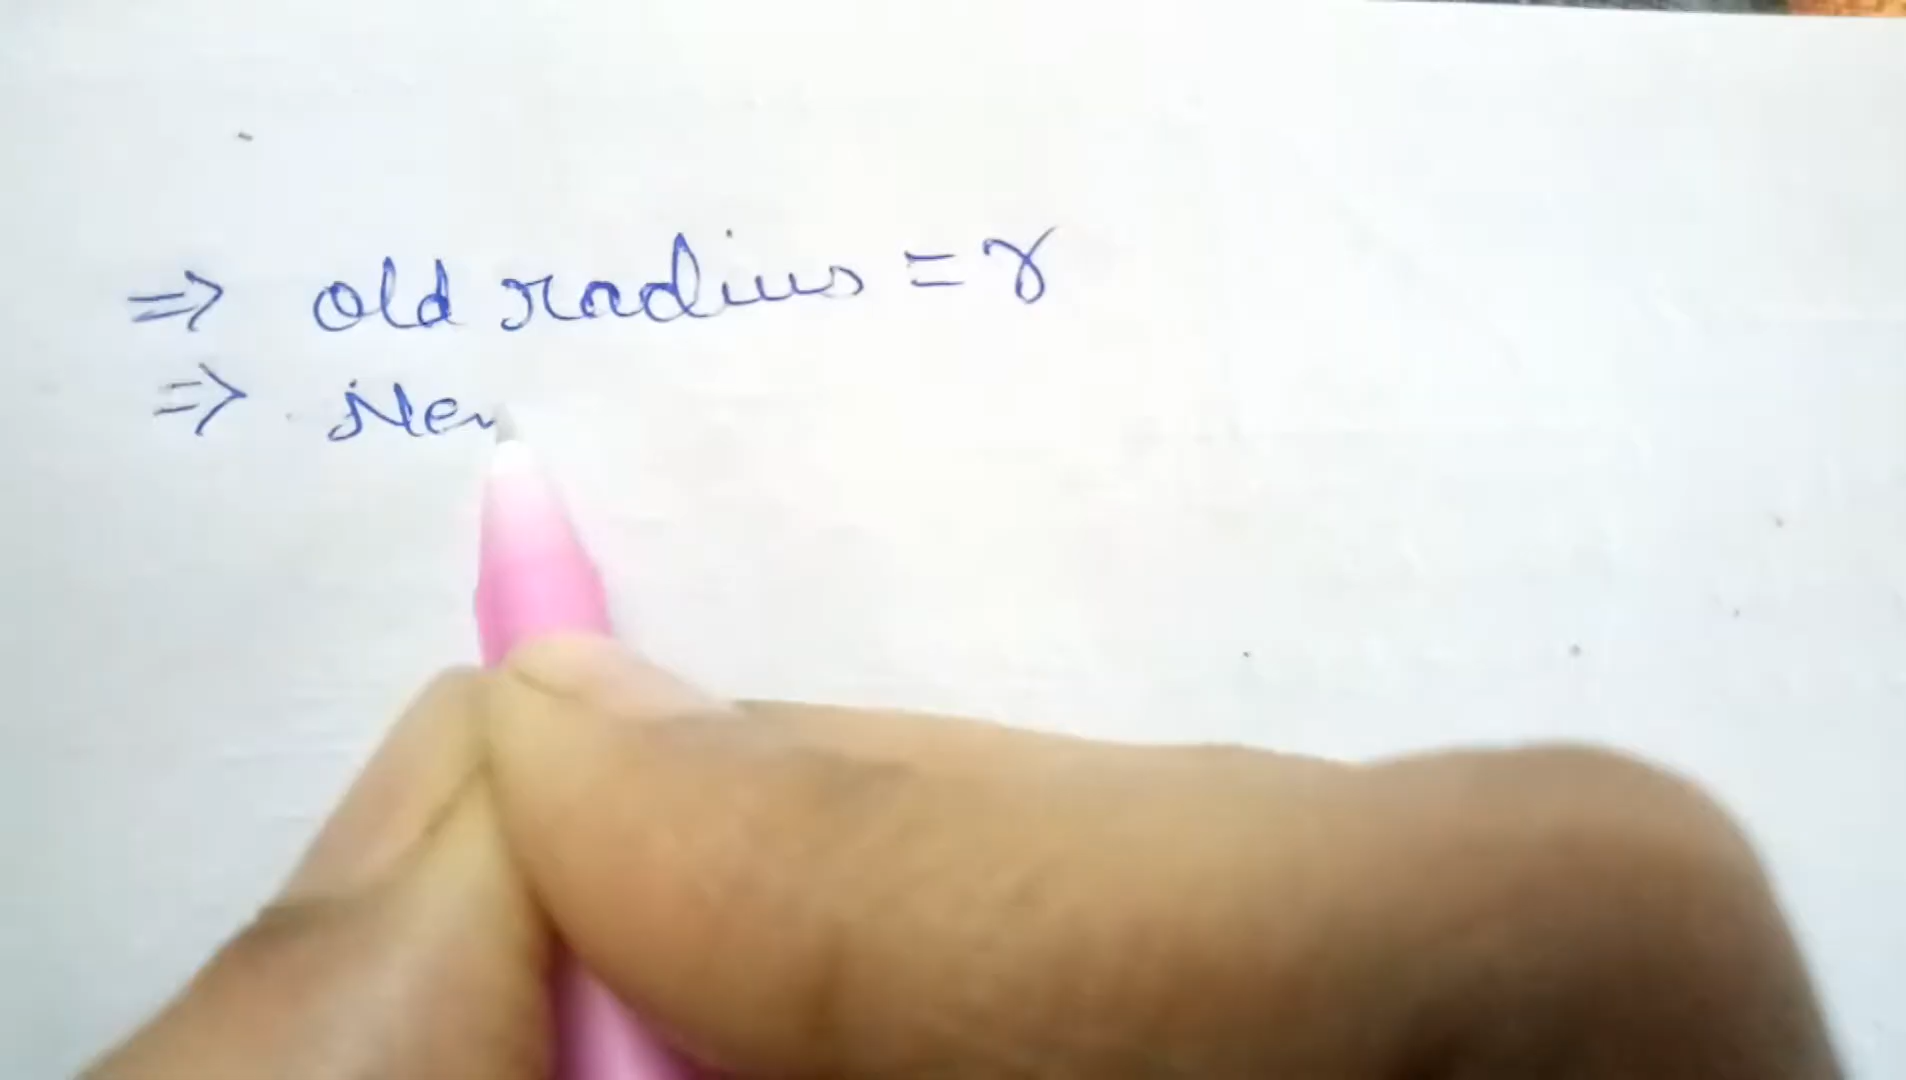 ⇒ old radius = r
⇒ Ne